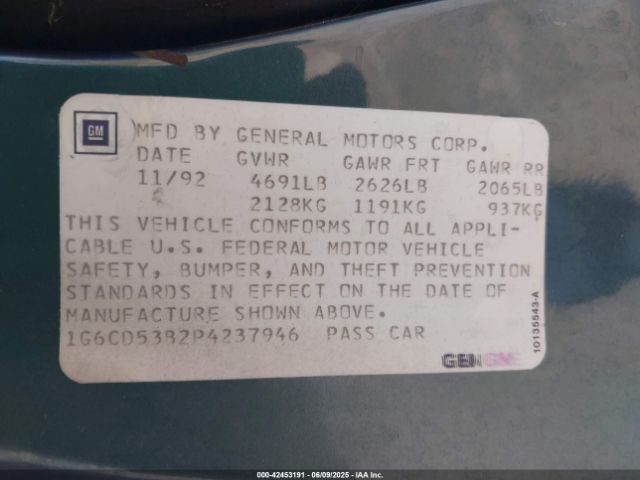 GM
MFD BY GENERAL MOTORS CORP.
DATE GVWR GAWR FRT GAWR RR
11/92 4691LB 2626LB 2065LB
2128KG 1191KG 937KG
THIS VEHICLE CONFORMS TO ALL APPLI-
CABLE U.S. FEDERAL MOTOR VEHICLE
SAFETY, BUMPER, AND THEFT PREVENTION
STANDARDS IN EFFECT ON THE DATE OF
MANUFACTURE SHOWN ABOVE.
1G6CD53B2P4237946 PASS CAR
10135543-A
000-42453191 - 06/09/2025 - IAA Inc.